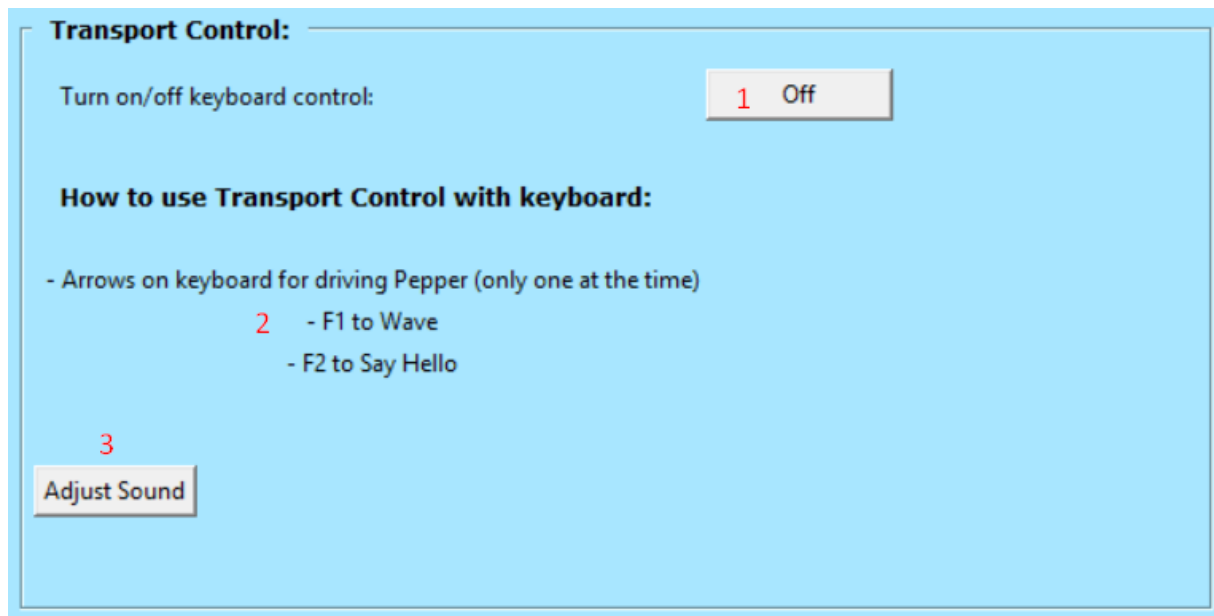 Transport Control:
Turn on/off keyboard control:
1 Off
How to use Transport Control with keyboard:
- Arrows on keyboard for driving Pepper (only one at the time)
2 - F1 to Wave
- F2 to Say Hello
3
Adjust Sound